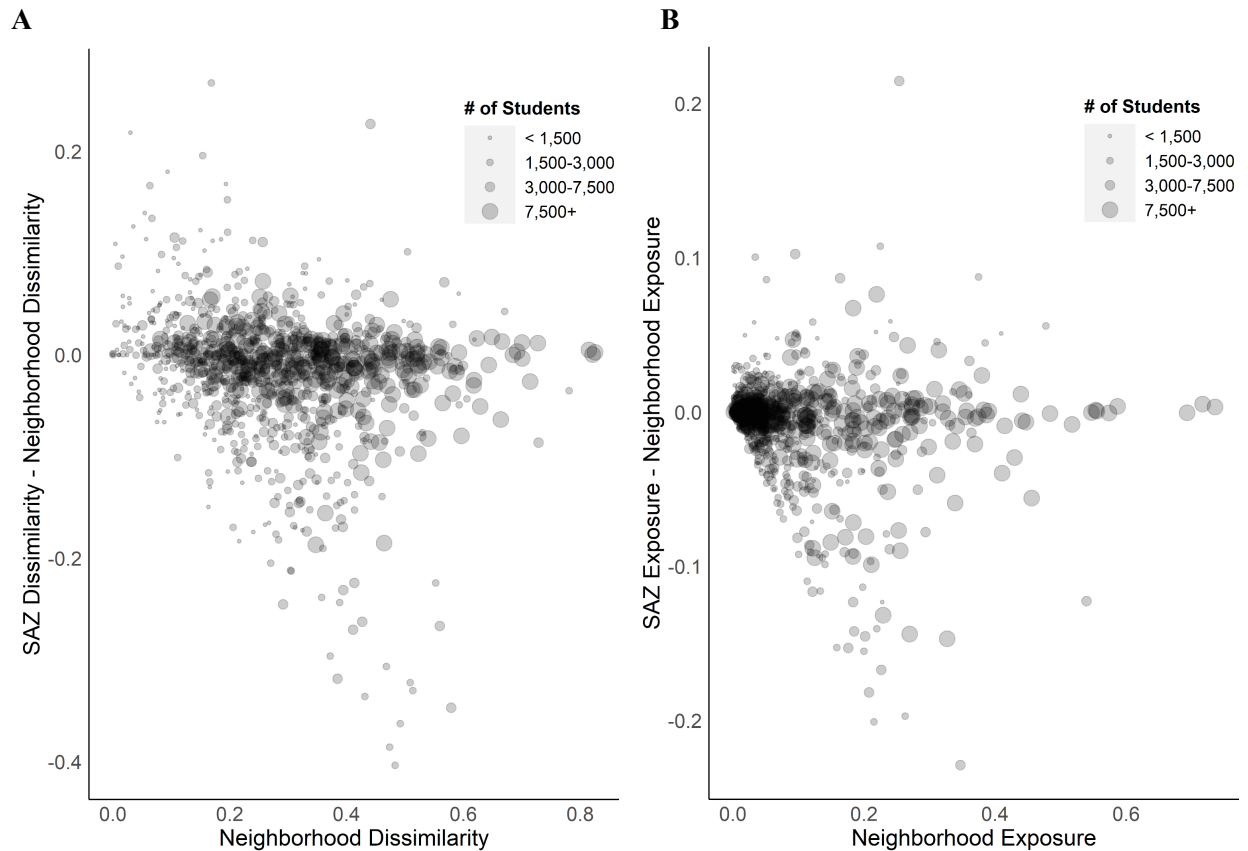 A
SAZ Dissimilarity - Neighborhood Dissimilarity
0.2
0.0
-0.2
-0.4
0.0 0.2 0.4 0.6 0.8
Neighborhood Dissimilarity
# of Students
< 1,500
1,500-3,000
3,000-7,500
7,500+
B
SAZ Exposure - Neighborhood Exposure
0.2
0.1
0.0
-0.1
-0.2
0.0 0.2 0.4 0.6
Neighborhood Exposure
# of Students
< 1,500
1,500-3,000
3,000-7,500
7,500+